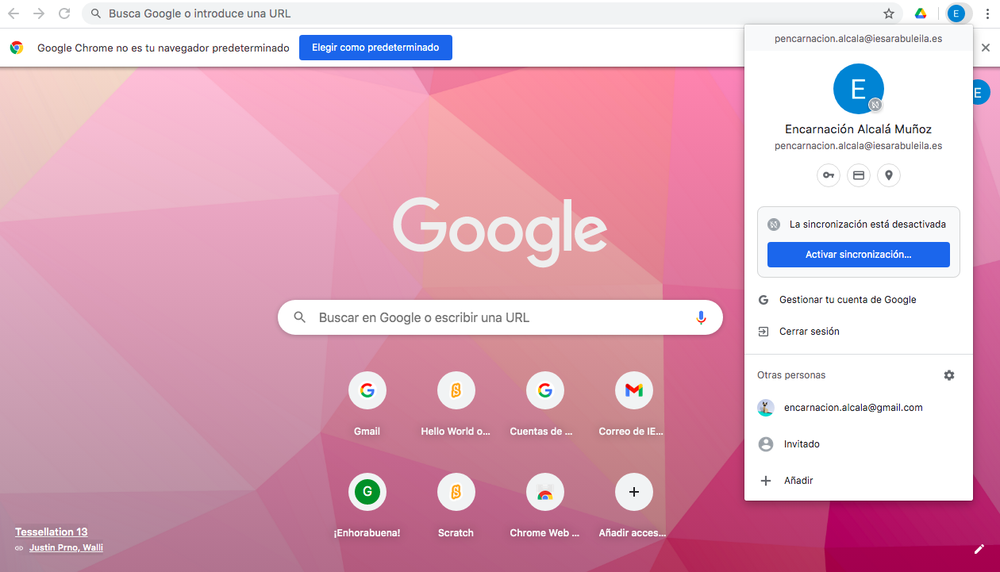 Busca Google o introduce una URL
E
Google Chrome no es tu navegador predeterminado
Elegir como predeterminado
pencarnacion.alcala@iesarabuleila.es
E
E
Encarnación Alcalá Muñoz
pencarnacion.alcala@iesarabuleila.es
La sincronización está desactivada
Activar sincronización...
Gestionar tu cuenta de Google
Cerrar sesión
Otras personas
encarnacion.alcala@gmail.com
Invitado
Añadir
Google
Buscar en Google o escribir una URL
Gmail
Hello World o...
Cuentas de ...
Correo de IE...
G
¡Enhorabuena!
Scratch
Chrome Web ...
Añadir acces...
Tessellation 13
Justin Prno, Walli